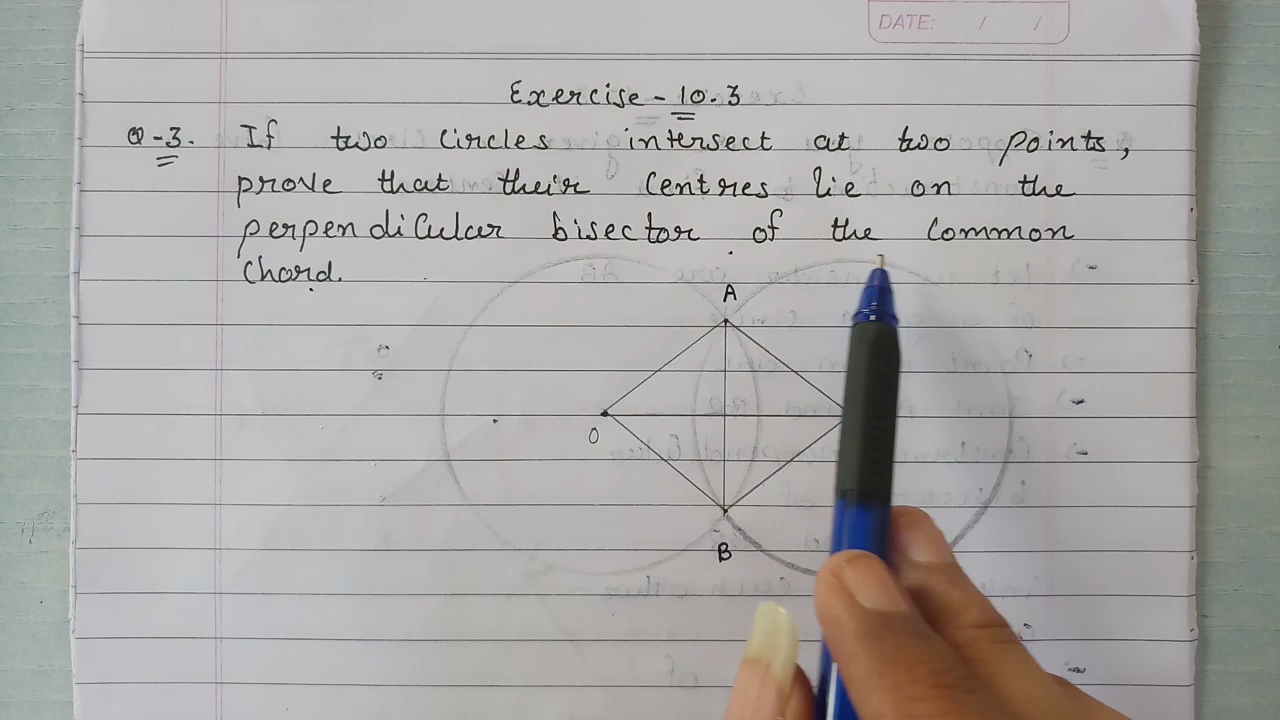 DATE: / /
Exercise - 10.3
Q-3. If two Circles intersect at two points,
prove that their Centres lie on the
perpendicular bisector of the Common
Chord.
A
O
B